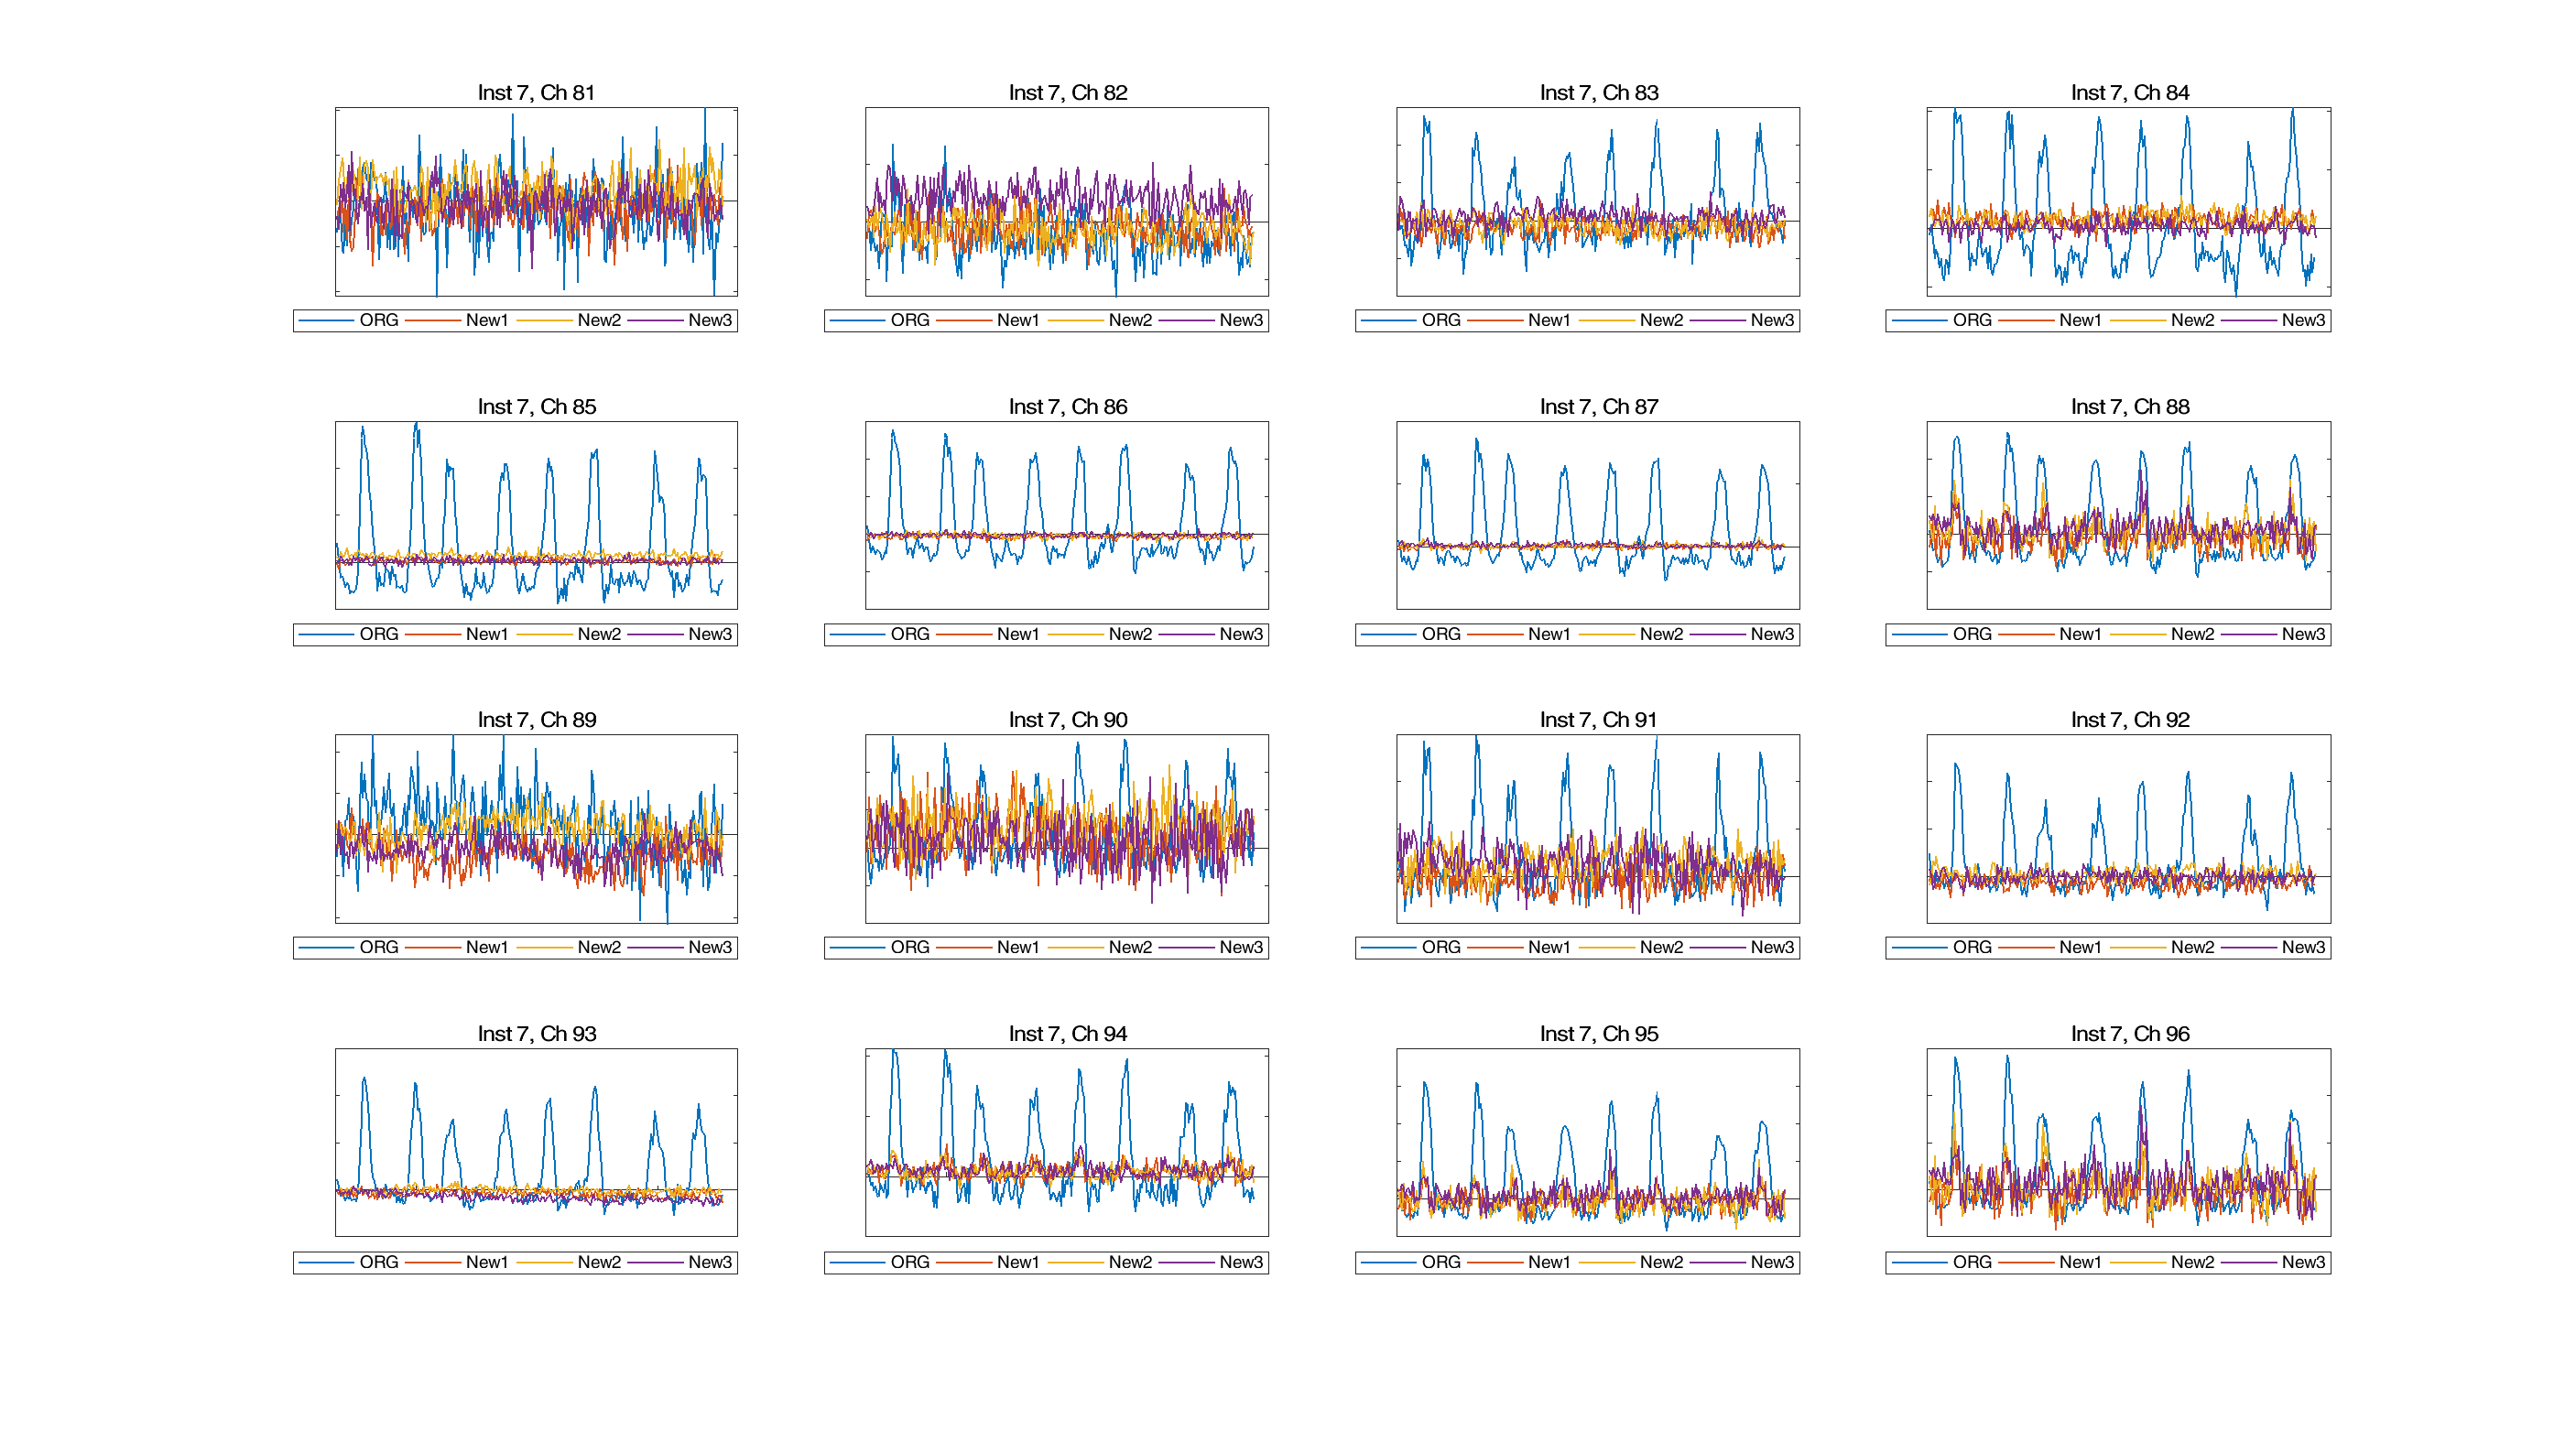 Inst 7, Ch 81
Inst 7, Ch 82
Inst 7, Ch 83
Inst 7, Ch 84
ORG New1 New2 New3
ORG New1 New2 New3
ORG New1 New2 New3
ORG New1 New2 New3
Inst 7, Ch 85
Inst 7, Ch 86
Inst 7, Ch 87
Inst 7, Ch 88
ORG New1 New2 New3
ORG New1 New2 New3
ORG New1 New2 New3
ORG New1 New2 New3
Inst 7, Ch 89
Inst 7, Ch 90
Inst 7, Ch 91
Inst 7, Ch 92
ORG New1 New2 New3
ORG New1 New2 New3
ORG New1 New2 New3
ORG New1 New2 New3
Inst 7, Ch 93
Inst 7, Ch 94
Inst 7, Ch 95
Inst 7, Ch 96
ORG New1 New2 New3
ORG New1 New2 New3
ORG New1 New2 New3
ORG New1 New2 New3